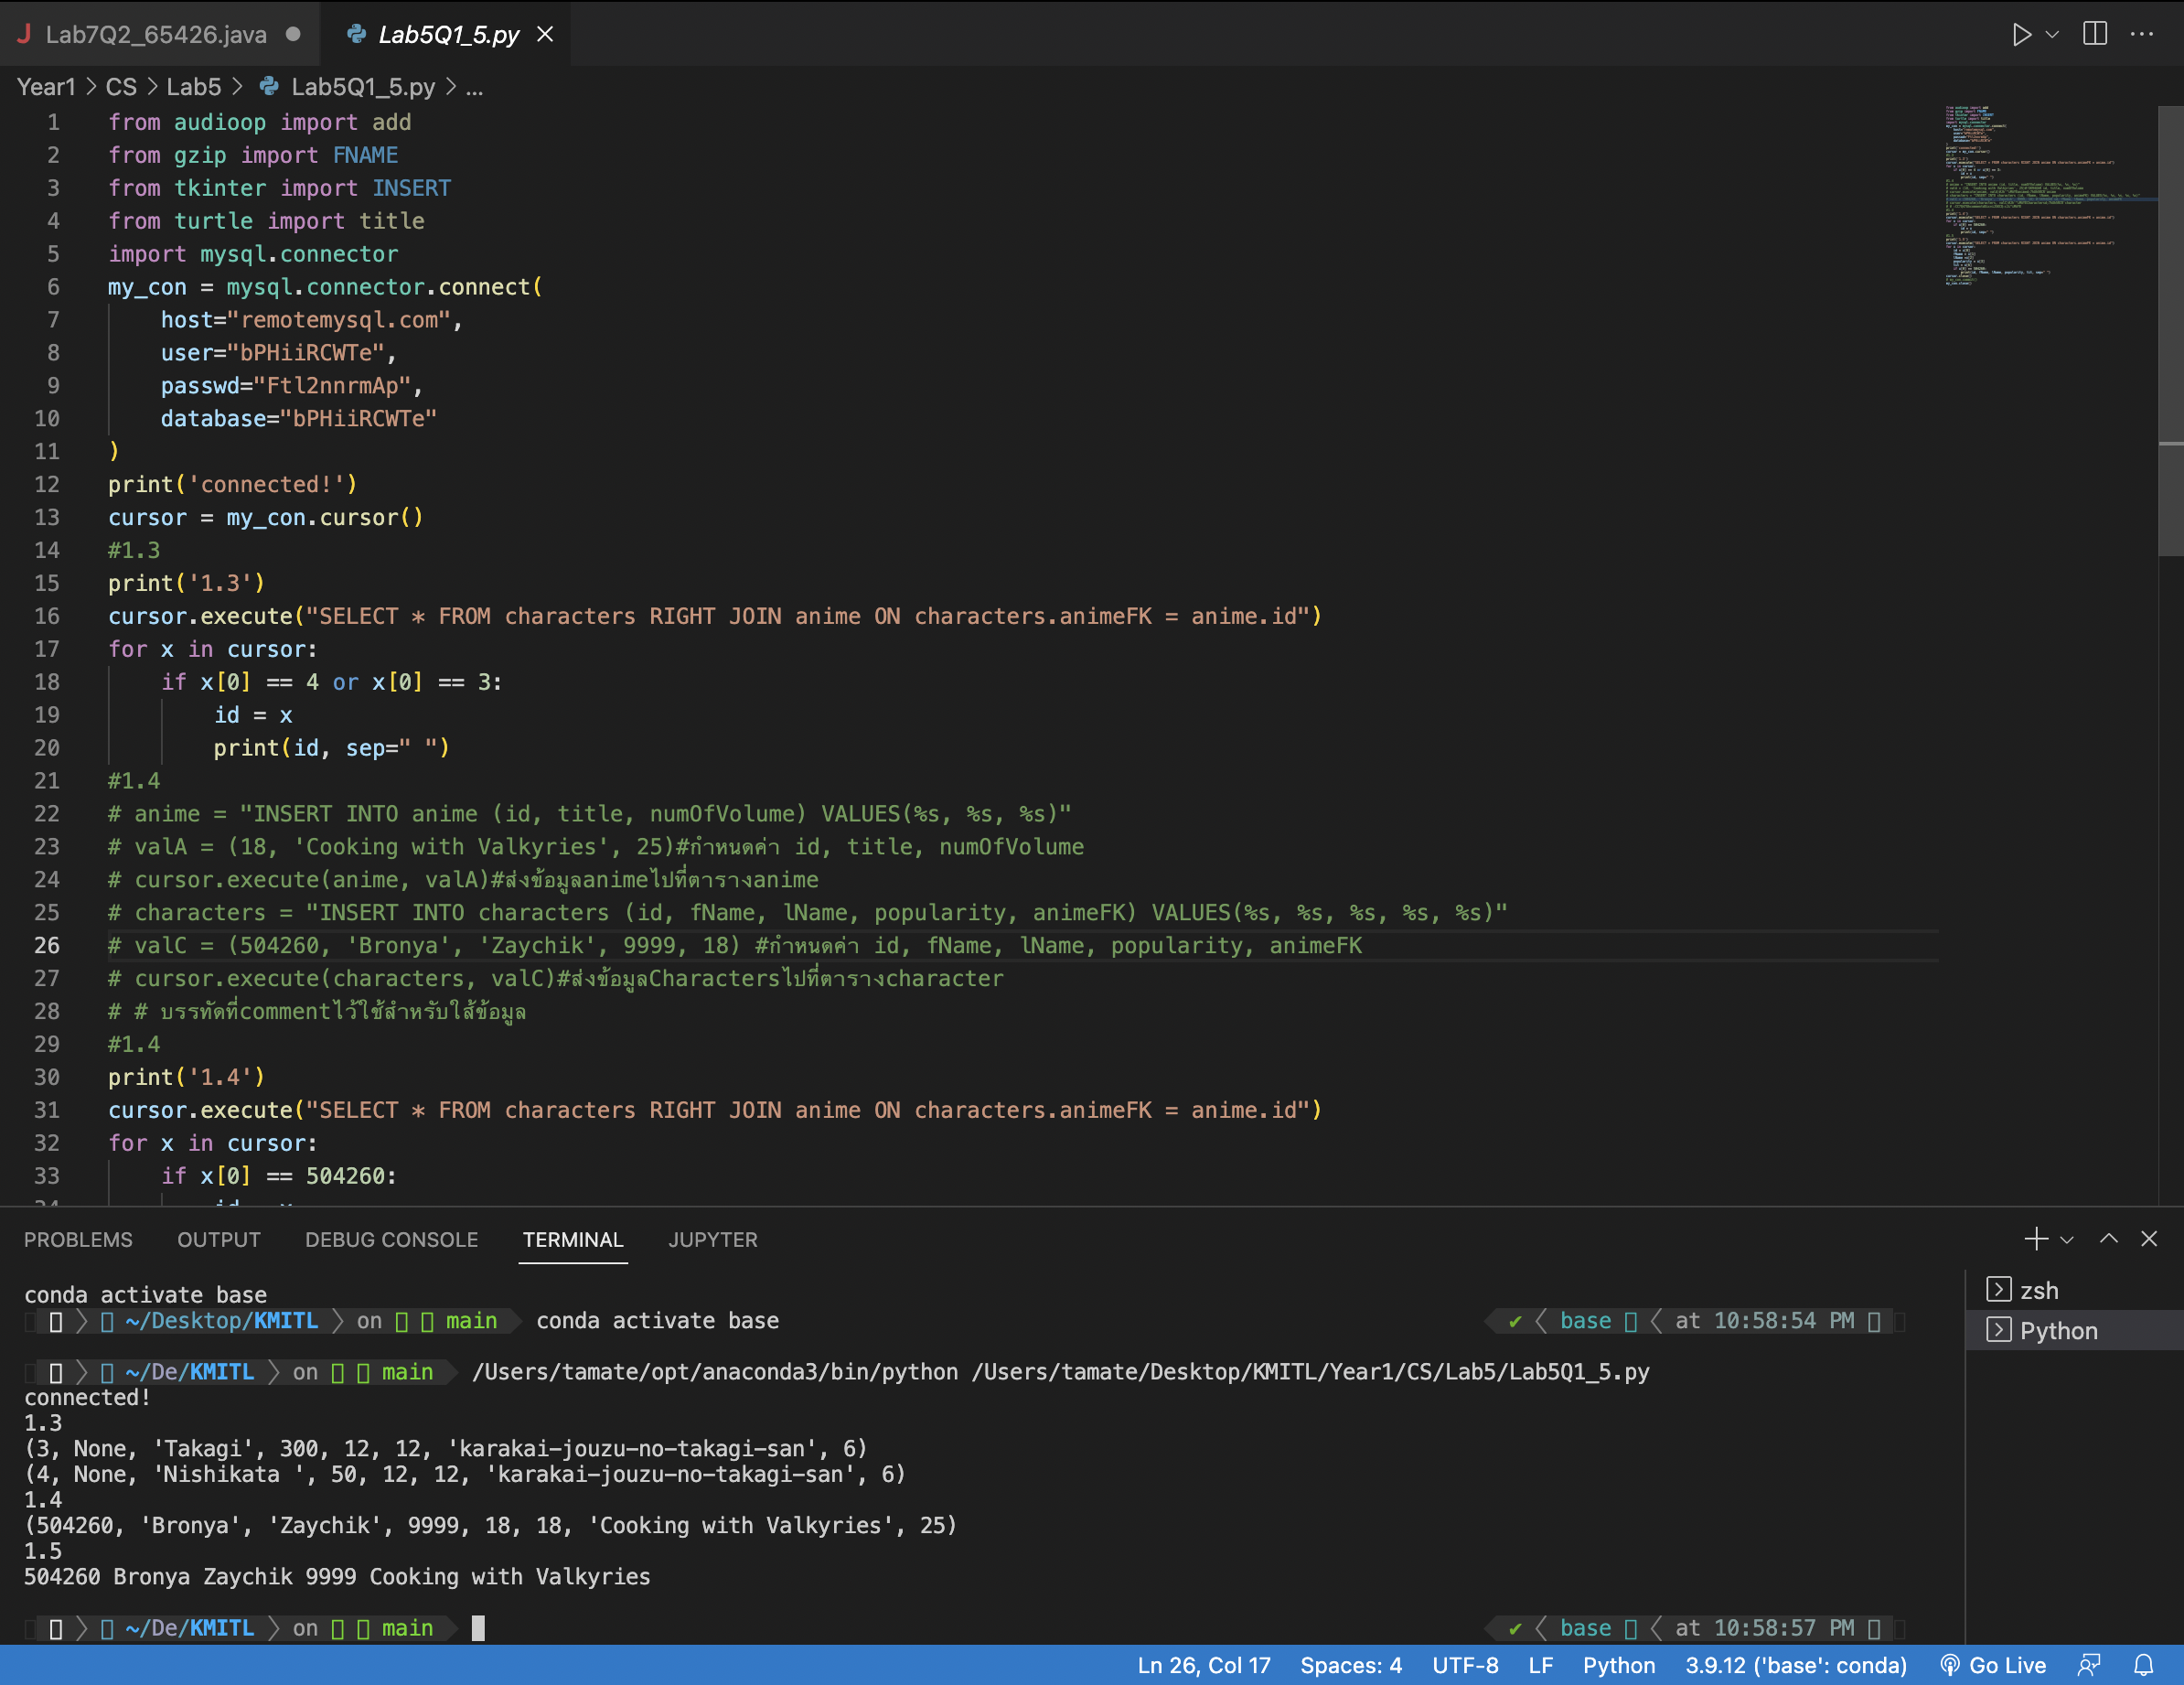 Lab7Q2_65426.java
Lab5Q1_5.py
Year1 > CS > Lab5 > Lab5Q1_5.py > ...
1 from audioop import add
2 from gzip import FNAME
3 from tkinter import INSERT
4 from turtle import title
5 import mysql.connector
6 my_con = mysql.connector.connect(
7     host="remotemysql.com",
8     user="bPHiiRCWTe",
9     passwd="Ftl2nnrmAp",
10     database="bPHiiRCWTe"
11 )
12 print('connected!')
13 cursor = my_con.cursor()
14 #1.3
15 print('1.3')
16 cursor.execute("SELECT * FROM characters RIGHT JOIN anime ON characters.animeFK = anime.id")
17 for x in cursor:
18     if x[0] == 4 or x[0] == 3:
19         id = x
20         print(id, sep=" ")
21 #1.4
22 # anime = "INSERT INTO anime (id, title, numOfVolume) VALUES(%s, %s, %s)"
23 # valA = (18, 'Cooking with Valkyries', 25)#กำหนดค่า id, title, numOfVolume
24 # cursor.execute(anime, valA)#ส่งข้อมูลanimeไปที่ตารางanime
25 # characters = "INSERT INTO characters (id, fName, lName, popularity, animeFK) VALUES(%s, %s, %s, %s, %s)"
26 # valC = (504260, 'Bronya', 'Zaychik', 9999, 18) #กำหนดค่า id, fName, lName, popularity, animeFK
27 # cursor.execute(characters, valC)#ส่งข้อมูลCharactersไปที่ตารางcharacter
28 # # บรรทัดที่commentไว้ใช้สำหรับใส้ข้อมูล
29 #1.4
30 print('1.4')
31 cursor.execute("SELECT * FROM characters RIGHT JOIN anime ON characters.animeFK = anime.id")
32 for x in cursor:
33     if x[0] == 504260:
PROBLEMS OUTPUT DEBUG CONSOLE TERMINAL JUPYTER
zsh
Python
conda activate base
~/Desktop/KMITL > on main conda activate base ✔ < base < at 10:58:54 PM
~/De/KMITL > on main /Users/tamate/opt/anaconda3/bin/python /Users/tamate/Desktop/KMITL/Year1/CS/Lab5/Lab5Q1_5.py
connected!
1.3
(3, None, 'Takagi', 300, 12, 12, 'karakai-jouzu-no-takagi-san', 6)
(4, None, 'Nishikata ', 50, 12, 12, 'karakai-jouzu-no-takagi-san', 6)
1.4
(504260, 'Bronya', 'Zaychik', 9999, 18, 18, 'Cooking with Valkyries', 25)
1.5
504260 Bronya Zaychik 9999 Cooking with Valkyries
~/De/KMITL > on main ✔ < base < at 10:58:57 PM
Ln 26, Col 17 Spaces: 4 UTF-8 LF Python 3.9.12 ('base': conda) Go Live